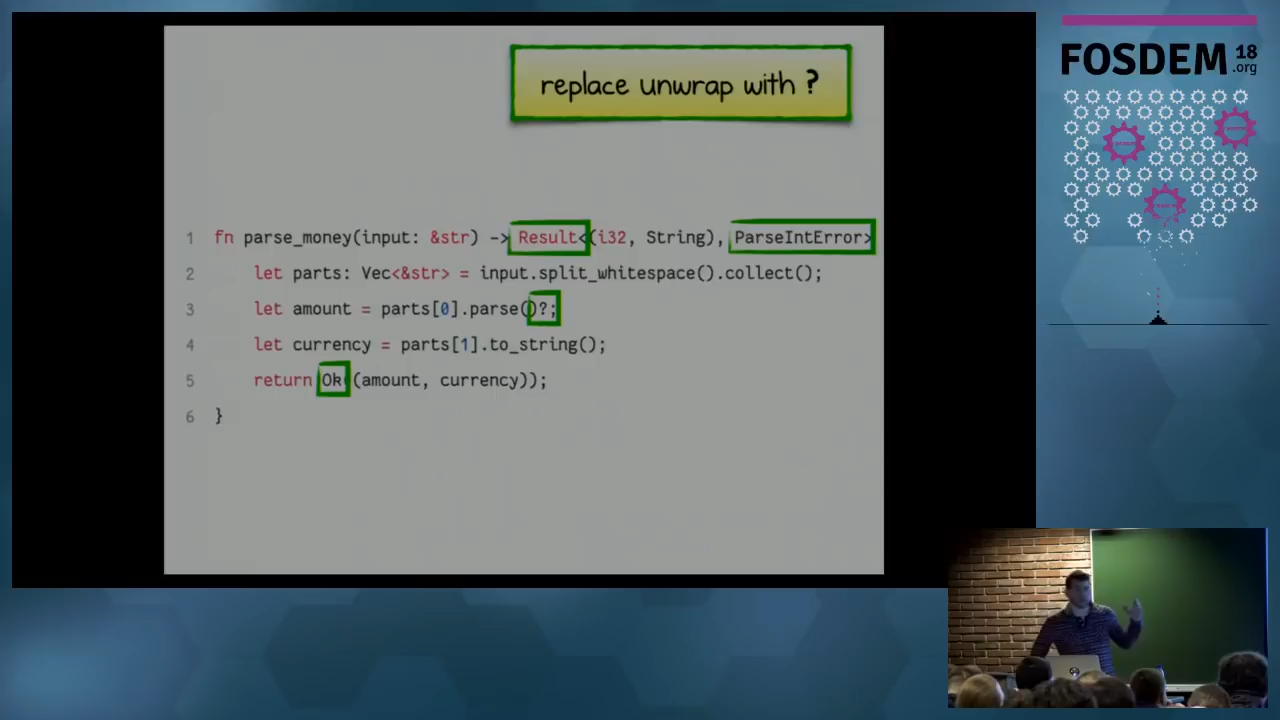 replace unwrap with ?
1 fn parse_money(input: &str) -> Result<(i32, String), ParseIntError>
2 let parts: Vec<&str> = input.split_whitespace().collect();
3 let amount = parts[0].parse()?;
4 let currency = parts[1].to_string();
5 return Ok((amount, currency));
6 }
FOSDEM 18
.org